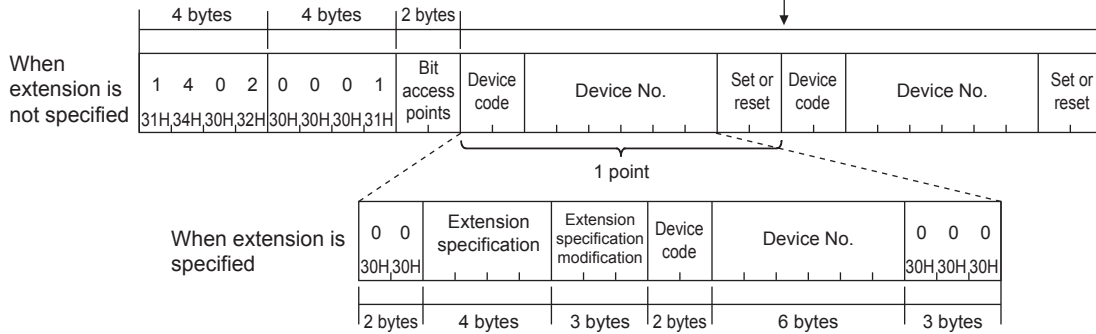 4 bytes 4 bytes 2 bytes
When extension is not specified
1 4 0 2 0 0 0 1 Bit access points Device code Device No. Set or reset Device code Device No. Set or reset
31H 34H 30H 32H 30H 30H 30H 31H
1 point
When extension is specified
0 0 Extension specification Extension specification modification Device code Device No. 0 0 0
30H 30H 30H 30H 30H
2 bytes 4 bytes 3 bytes 2 bytes 6 bytes 3 bytes